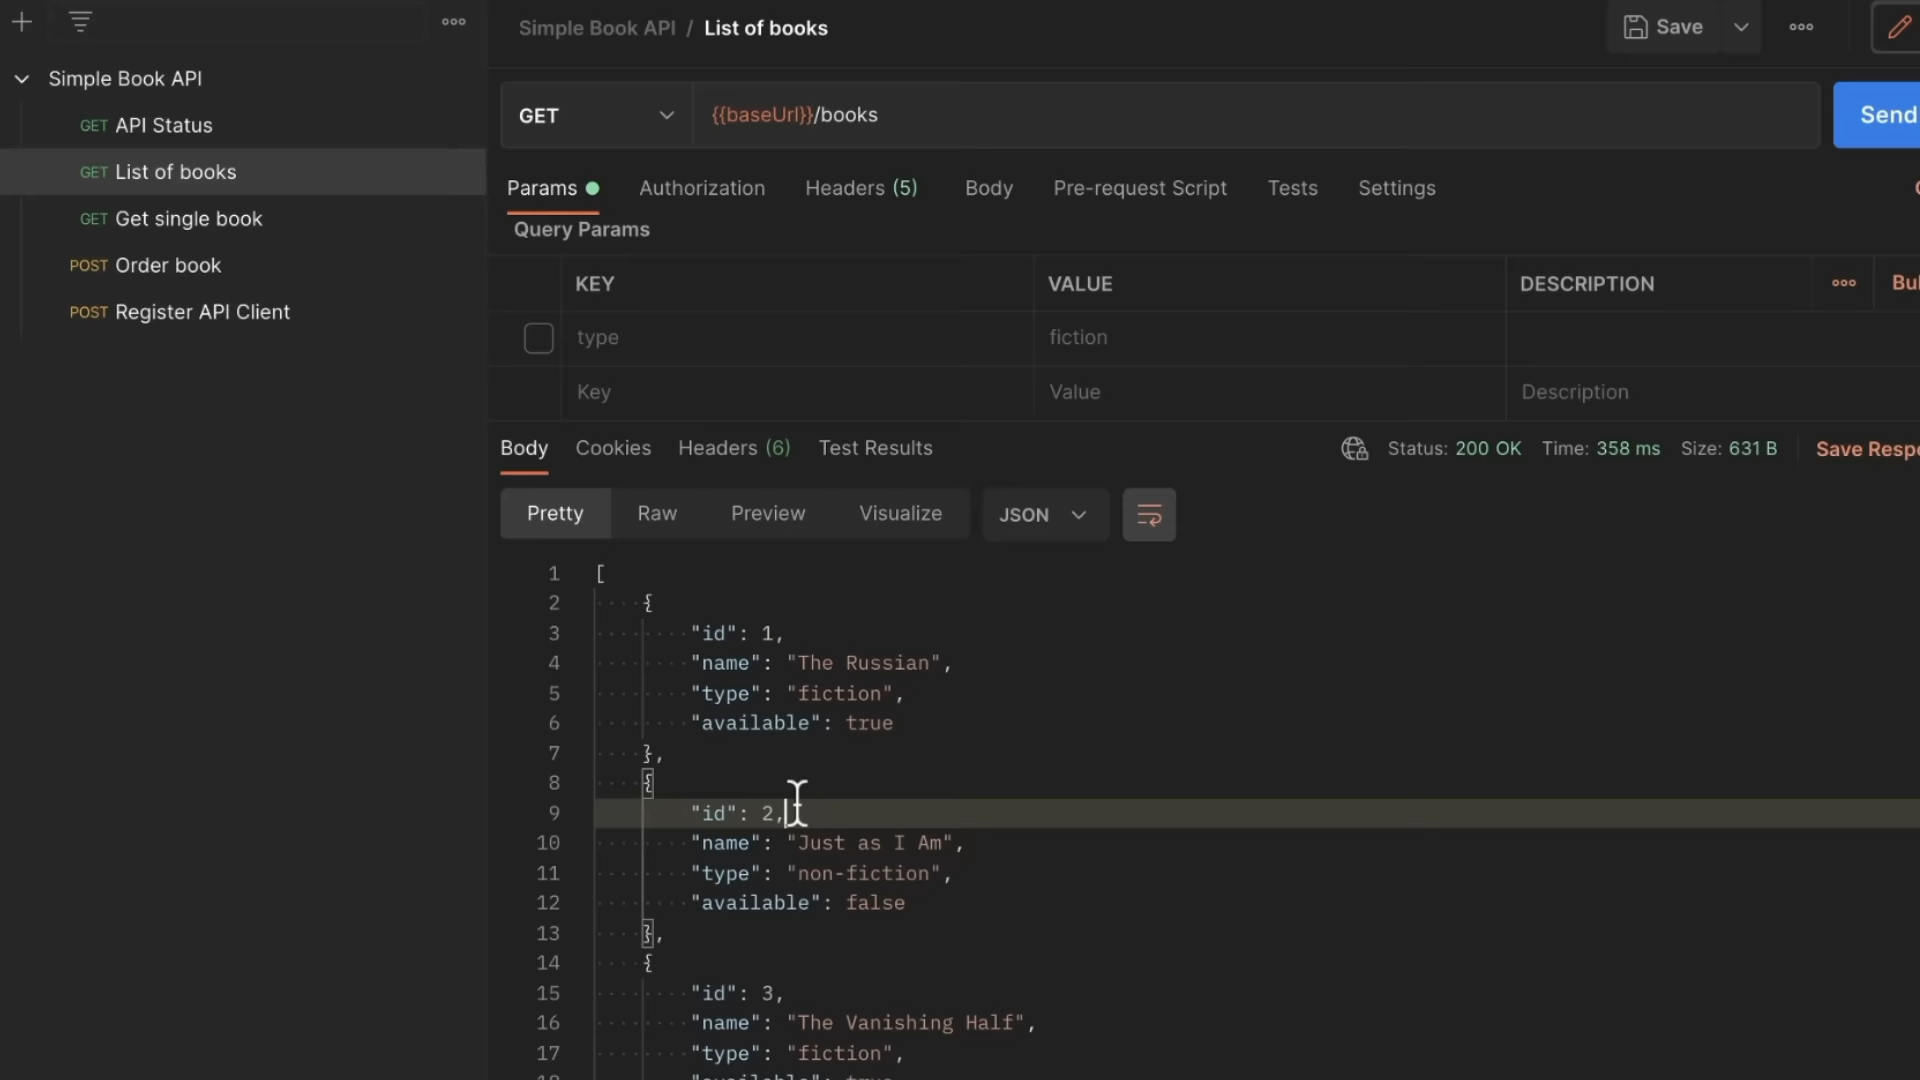 Simple Book API
GET API Status
GET List of books
GET Get single book
POST Order book
POST Register API Client
Simple Book API / List of books
Save
GET
{{baseUrl}}/books
Send
Params
Authorization
Headers (5)
Body
Pre-request Script
Tests
Settings
Query Params
KEY VALUE DESCRIPTION
type fiction
Key Value Description
Body Cookies Headers (6) Test Results
Status: 200 OK Time: 358 ms Size: 631 B
Save Respo
Pretty Raw Preview Visualize JSON
1 [
2 {
3 "id": 1,
4 "name": "The Russian",
5 "type": "fiction",
6 "available": true
7 },
8 {
9 "id": 2,
10 "name": "Just as I Am",
11 "type": "non-fiction",
12 "available": false
13 },
14 {
15 "id": 3,
16 "name": "The Vanishing Half",
17 "type": "fiction",